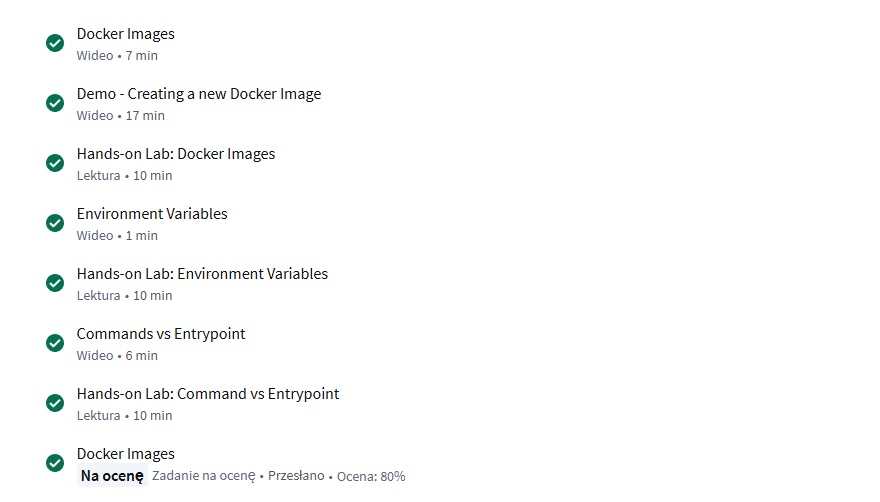 Docker Images
Wideo • 7 min
Demo - Creating a new Docker Image
Wideo • 17 min
Hands-on Lab: Docker Images
Lektura • 10 min
Environment Variables
Wideo • 1 min
Hands-on Lab: Environment Variables
Lektura • 10 min
Commands vs Entrypoint
Wideo • 6 min
Hands-on Lab: Command vs Entrypoint
Lektura • 10 min
Docker Images
Na ocenę Zadanie na ocenę • Przesłano • Ocena: 80%